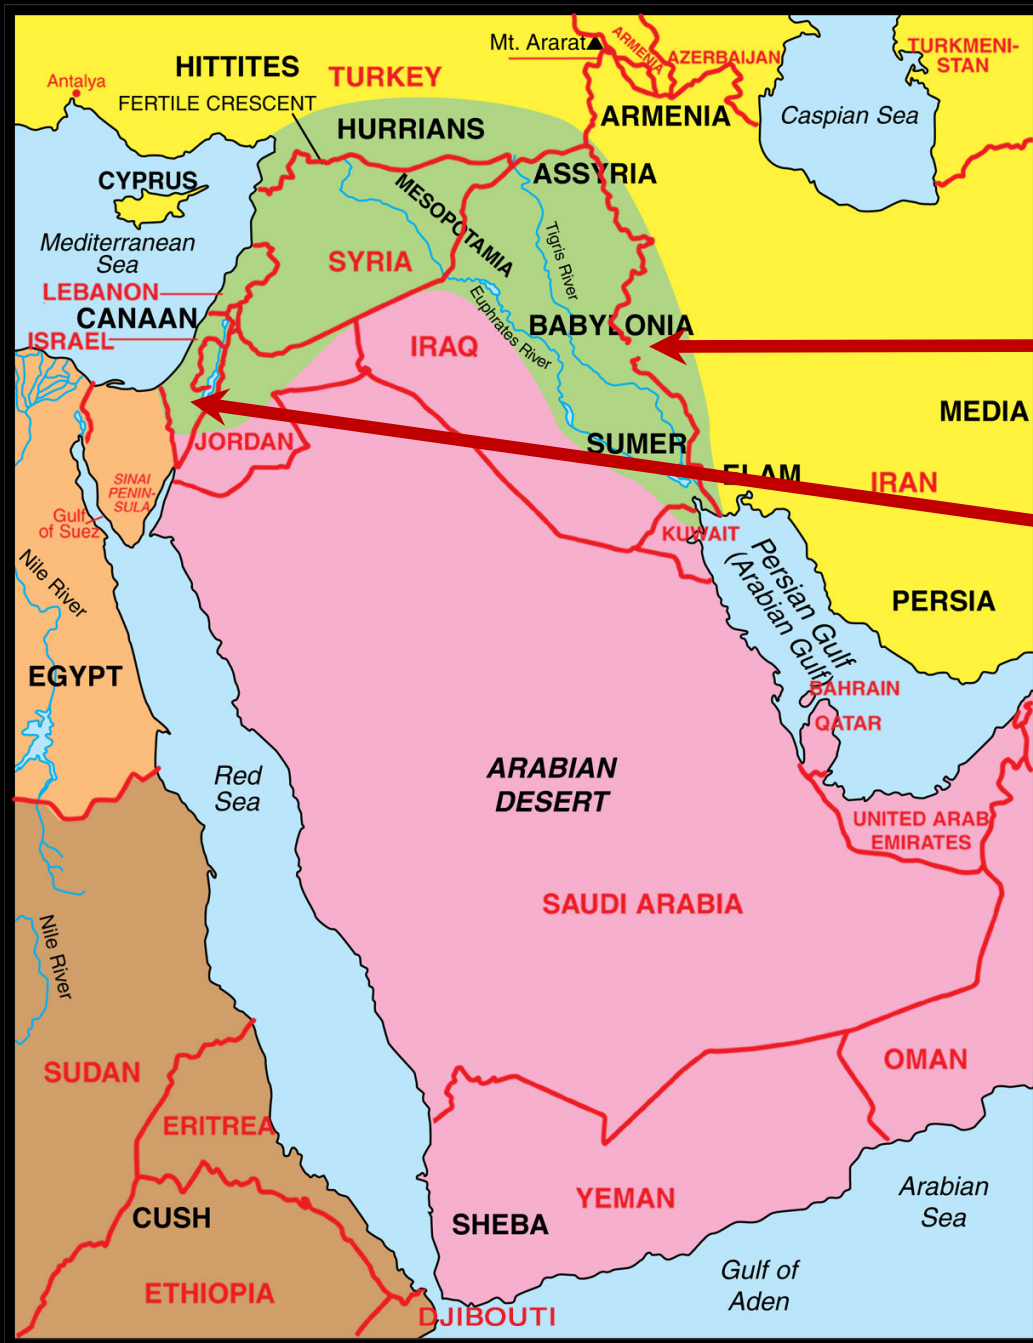 Mt. Ararat
ARMENIA
AZERBAIJAN
TURKMENI-
STAN
HITTITES
TURKEY
Antalya
FERTILE CRESCENT
HURRIANS
ARMENIA
Caspian Sea
CYPRUS
ASSYRIA
MESOPOTAMIA
Mediterranean
Sea
SYRIA
Tigris River
LEBANON
CANAAN
ISRAEL
Euphrates River
BABYLONIA
IRAQ
MEDIA
JORDAN
SUMER
ELAM
IRAN
SINAI
PENIN-
SULA
Gulf
of Suez
KUWAIT
Nile River
Persian Gulf
(Arabian Gulf)
PERSIA
EGYPT
BAHRAIN
QATAR
Red
Sea
ARABIAN
DESERT
UNITED ARAB
EMIRATES
SAUDI ARABIA
Nile River
SUDAN
OMAN
ERITREA
YEMAN
Arabian
Sea
CUSH
SHEBA
Gulf of
Aden
ETHIOPIA
DJIBOUTI